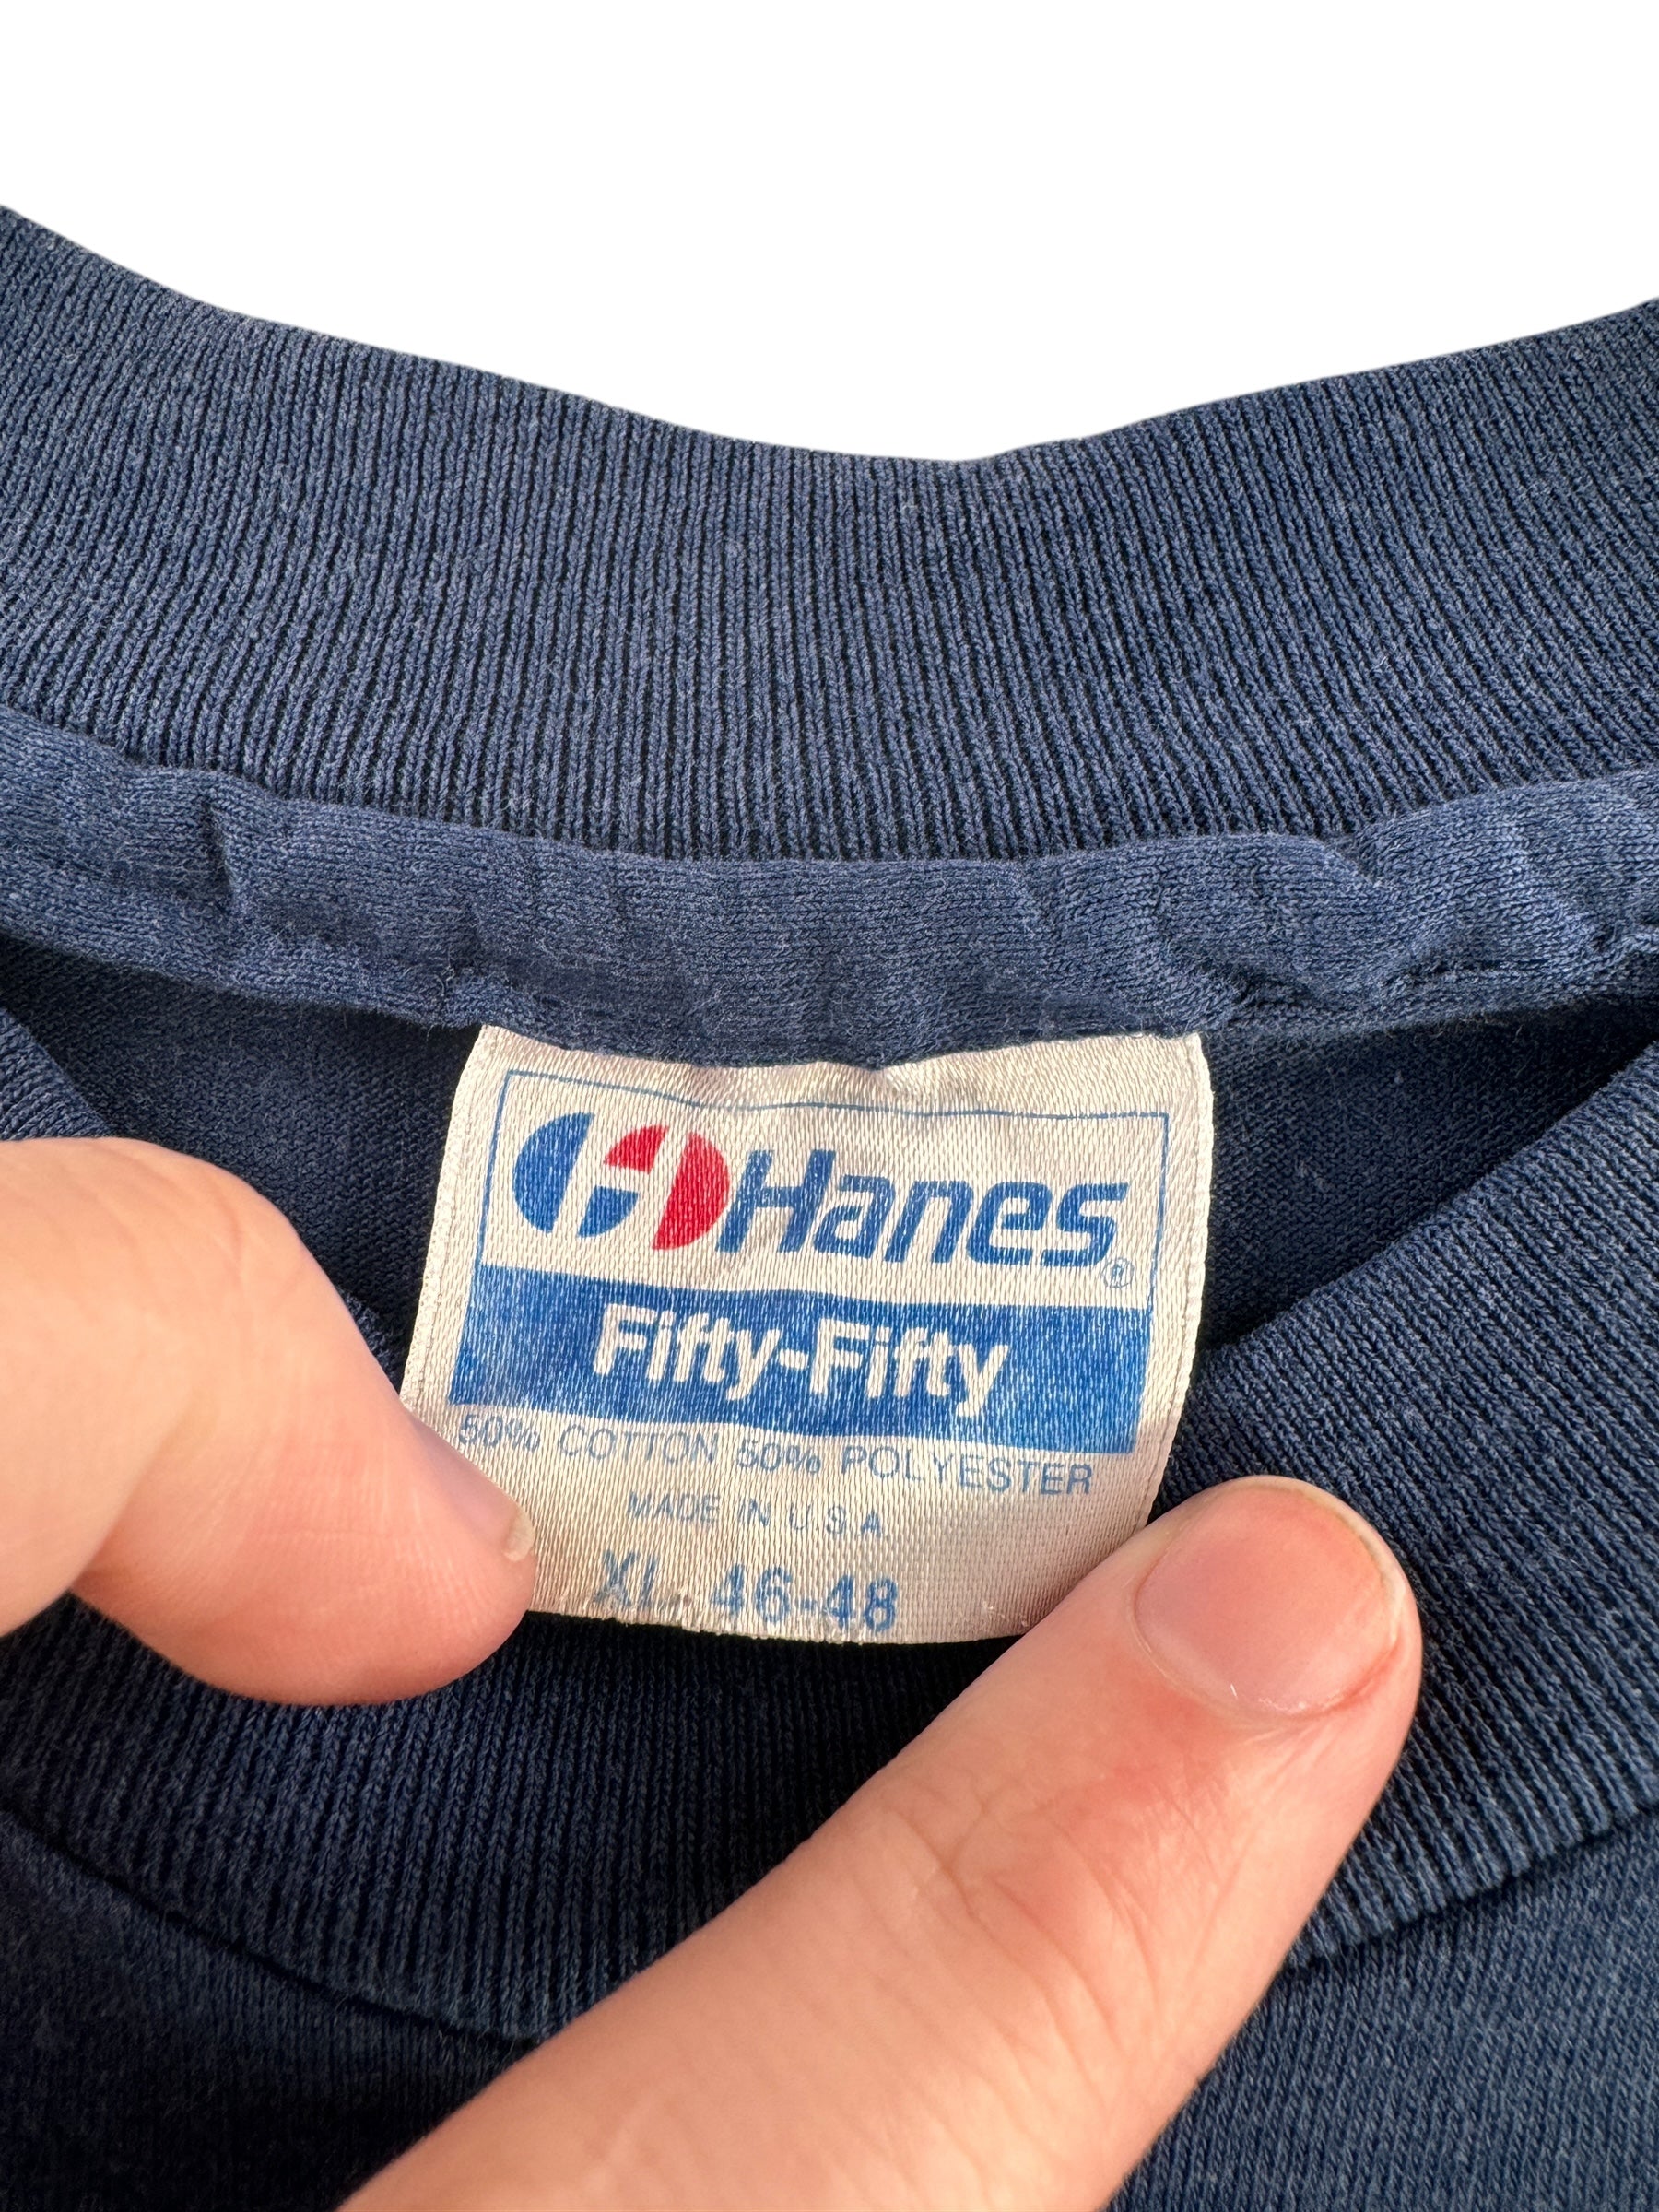 Hanes®
Fifty-Fifty
50% COTTON 50% POLYESTER
MADE IN U.S.A.
XL 46-48